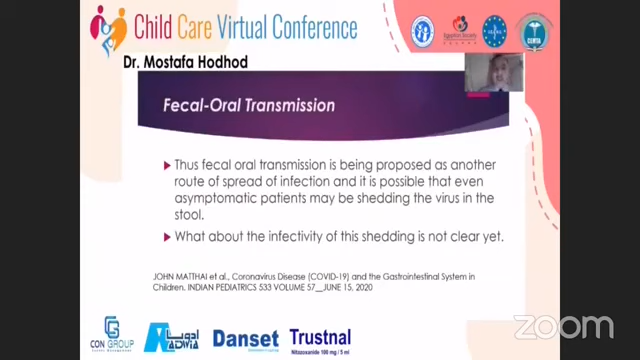 Child Care Virtual Conference
Dr. Mostafa Hodhod
Fecal-Oral Transmission
Thus fecal oral transmission is being proposed as another
route of spread of infection and it is possible that even
asymptomatic patients may be shedding the virus in the
stool.
What about the infectivity of this shedding is not clear yet.
JOHN MATTHAI et al., Coronavirus Disease (COVID-19) and the Gastrointestinal System in
Children. INDIAN PEDIATRICS 533 VOLUME 57__JUNE 15, 2020
CON GROUP
ادويا
ADWIA
Danset
Trustnal
Nitazoxanide 100 mg / 5 ml
zoom